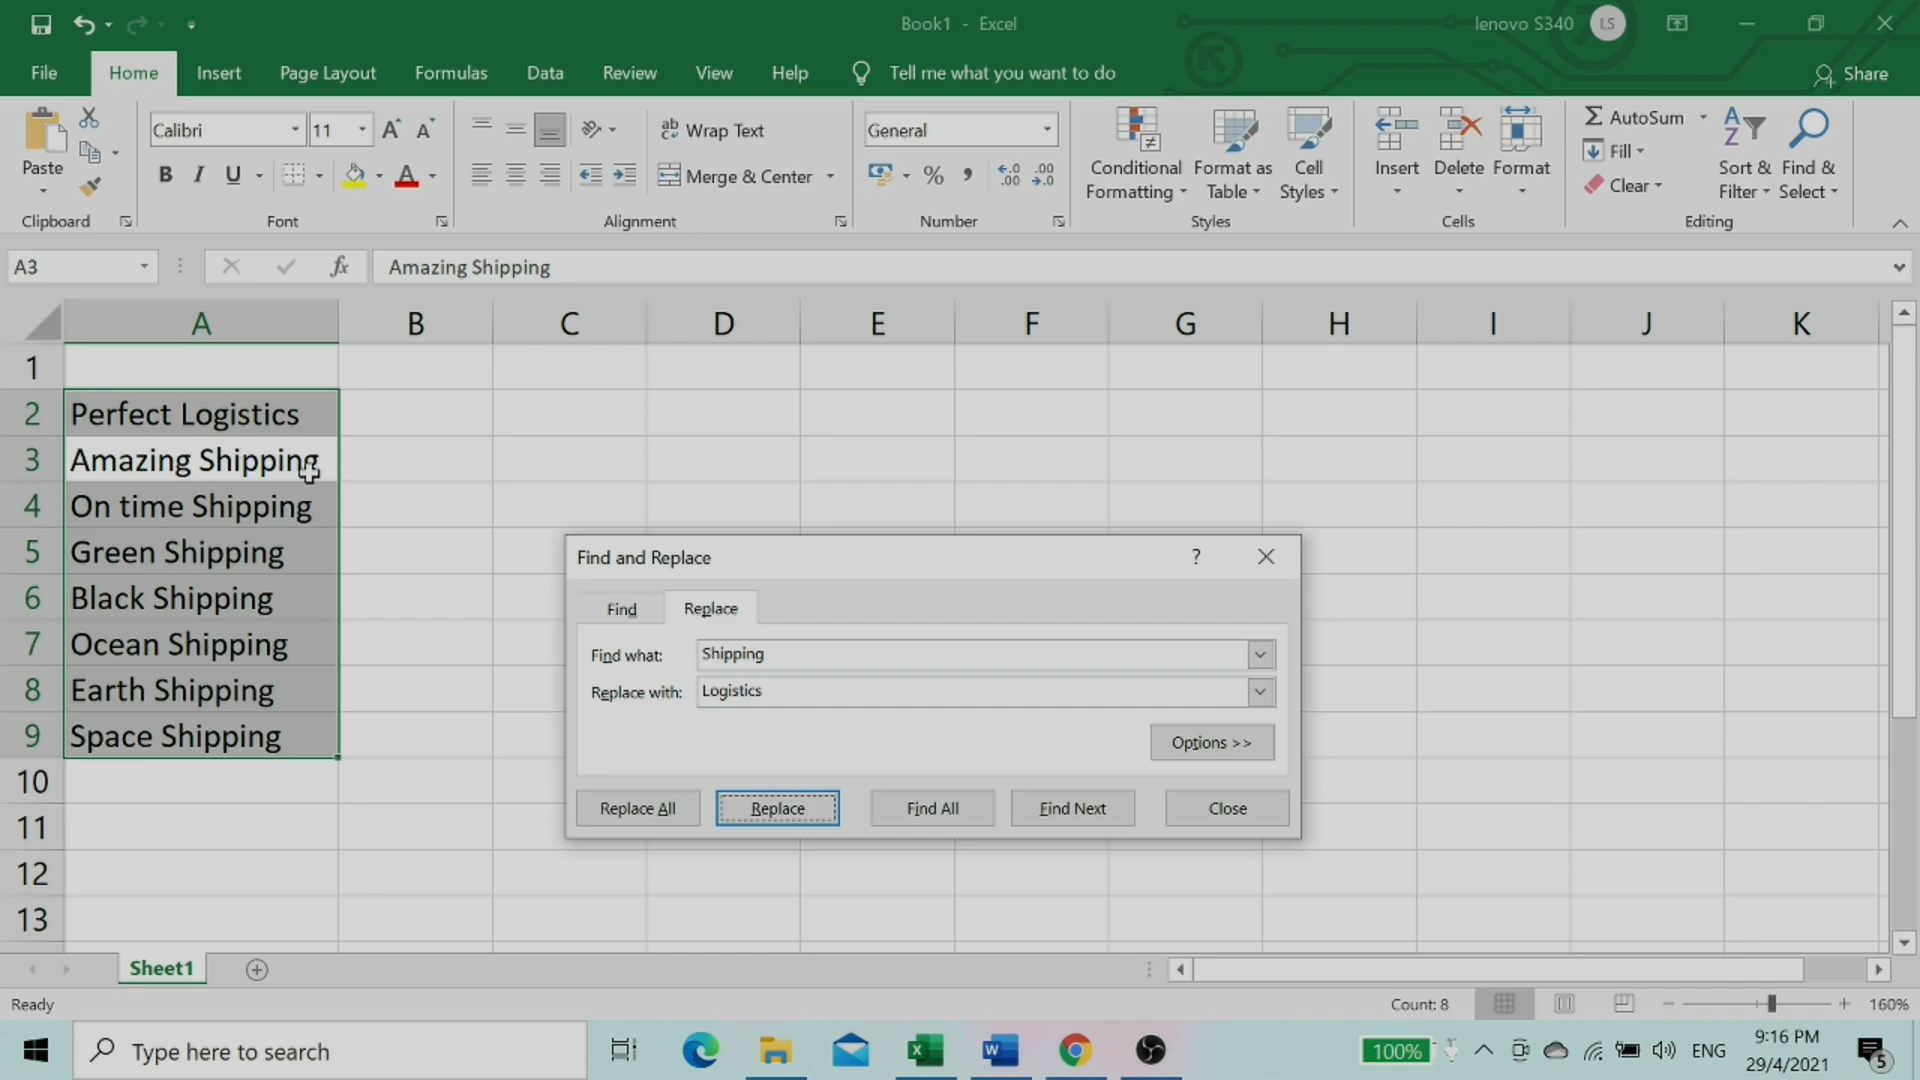 Book1 - Excel
lenovo S340
LS
File
Home
Insert
Page Layout
Formulas
Data
Review
View
Help
Tell me what you want to do
Share
Paste
Clipboard
Calibri
11
B I U
Font
Wrap Text
Merge & Center
Alignment
General
%
Number
Conditional Formatting
Format as Table
Cell Styles
Styles
Insert
Delete
Format
Cells
AutoSum
Fill
Clear
Sort & Filter
Find & Select
Editing
A3
fx
Amazing Shipping
A B C D E F G H I J K
1
2 Perfect Logistics
3 Amazing Shipping
4 On time Shipping
5 Green Shipping
6 Black Shipping
7 Ocean Shipping
8 Earth Shipping
9 Space Shipping
10
11
12
13
Find and Replace
?
Find
Replace
Find what: Shipping
Replace with: Logistics
Options >>
Replace All
Replace
Find All
Find Next
Close
Sheet1
Ready
Count: 8
160%
Type here to search
100%
ENG
9:16 PM
29/4/2021
5